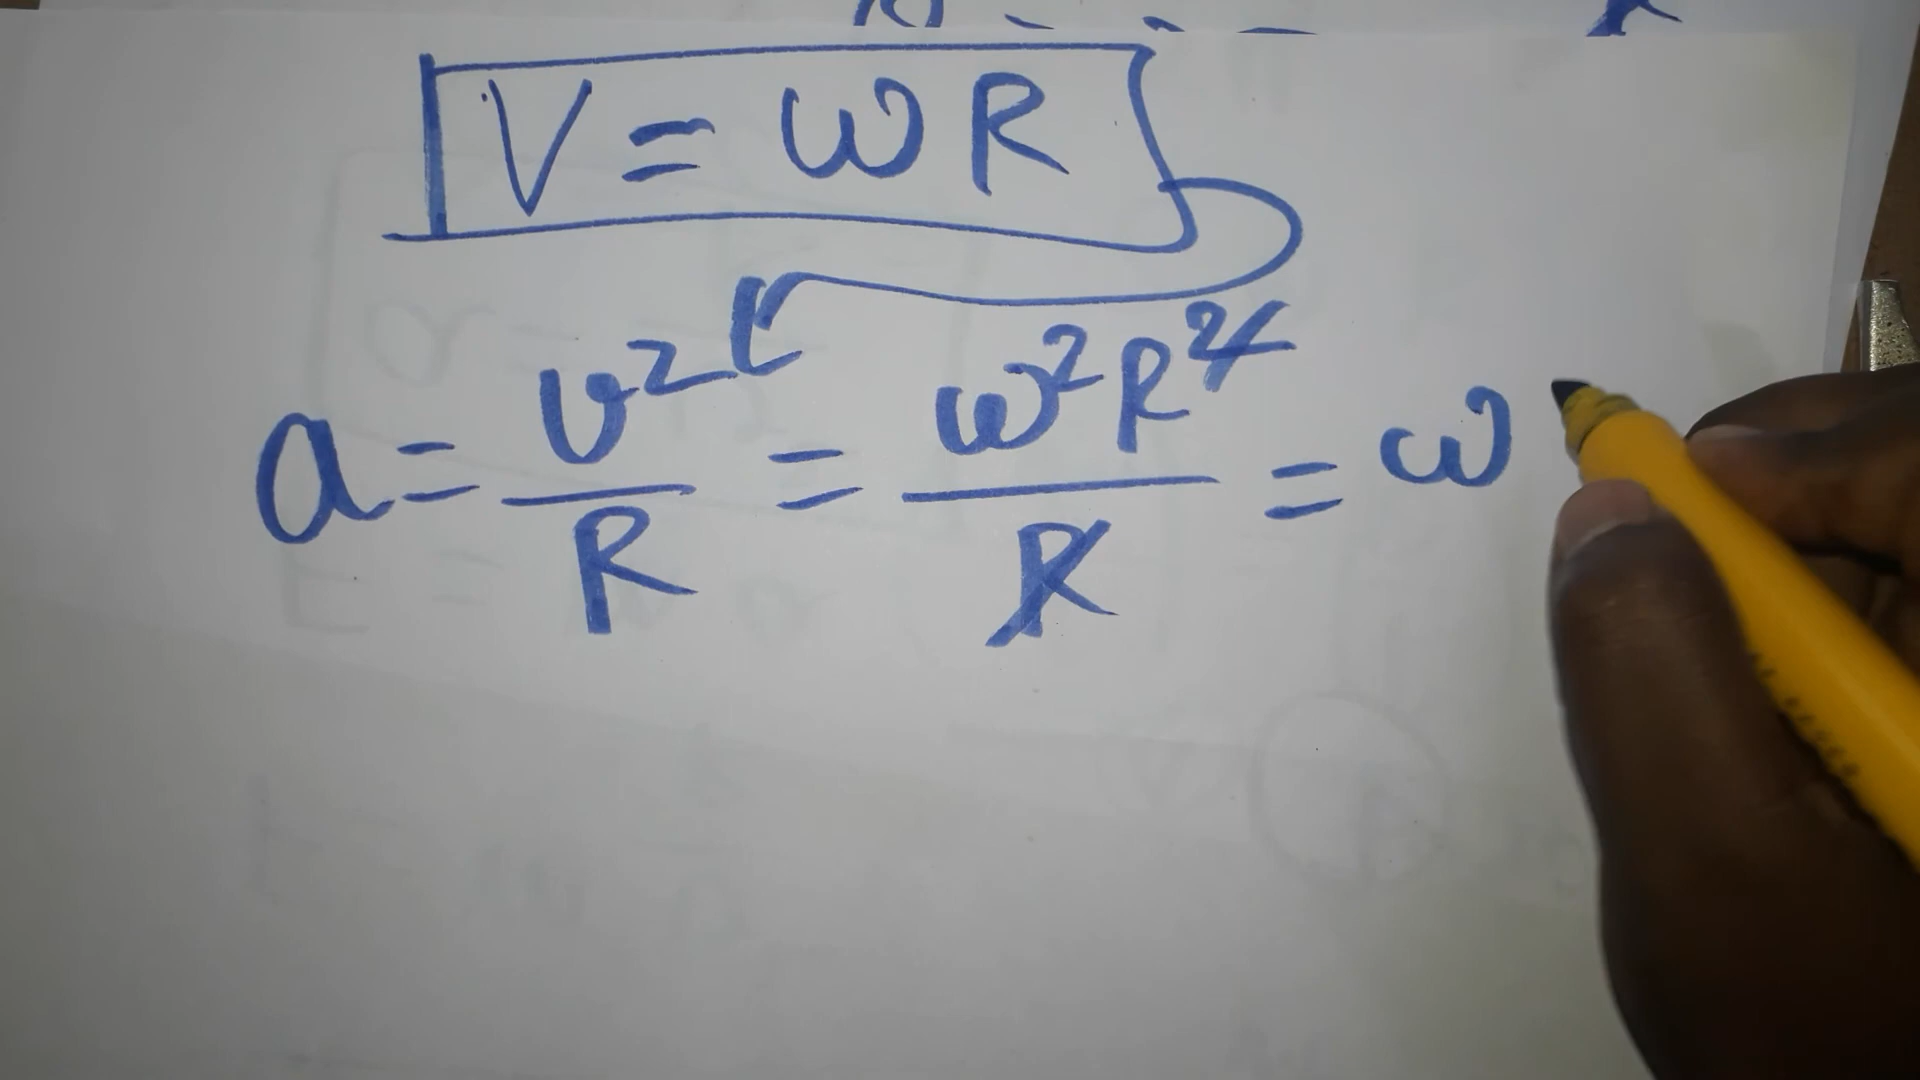 V = ωR
a = v²/R = ω²R²/R = ω